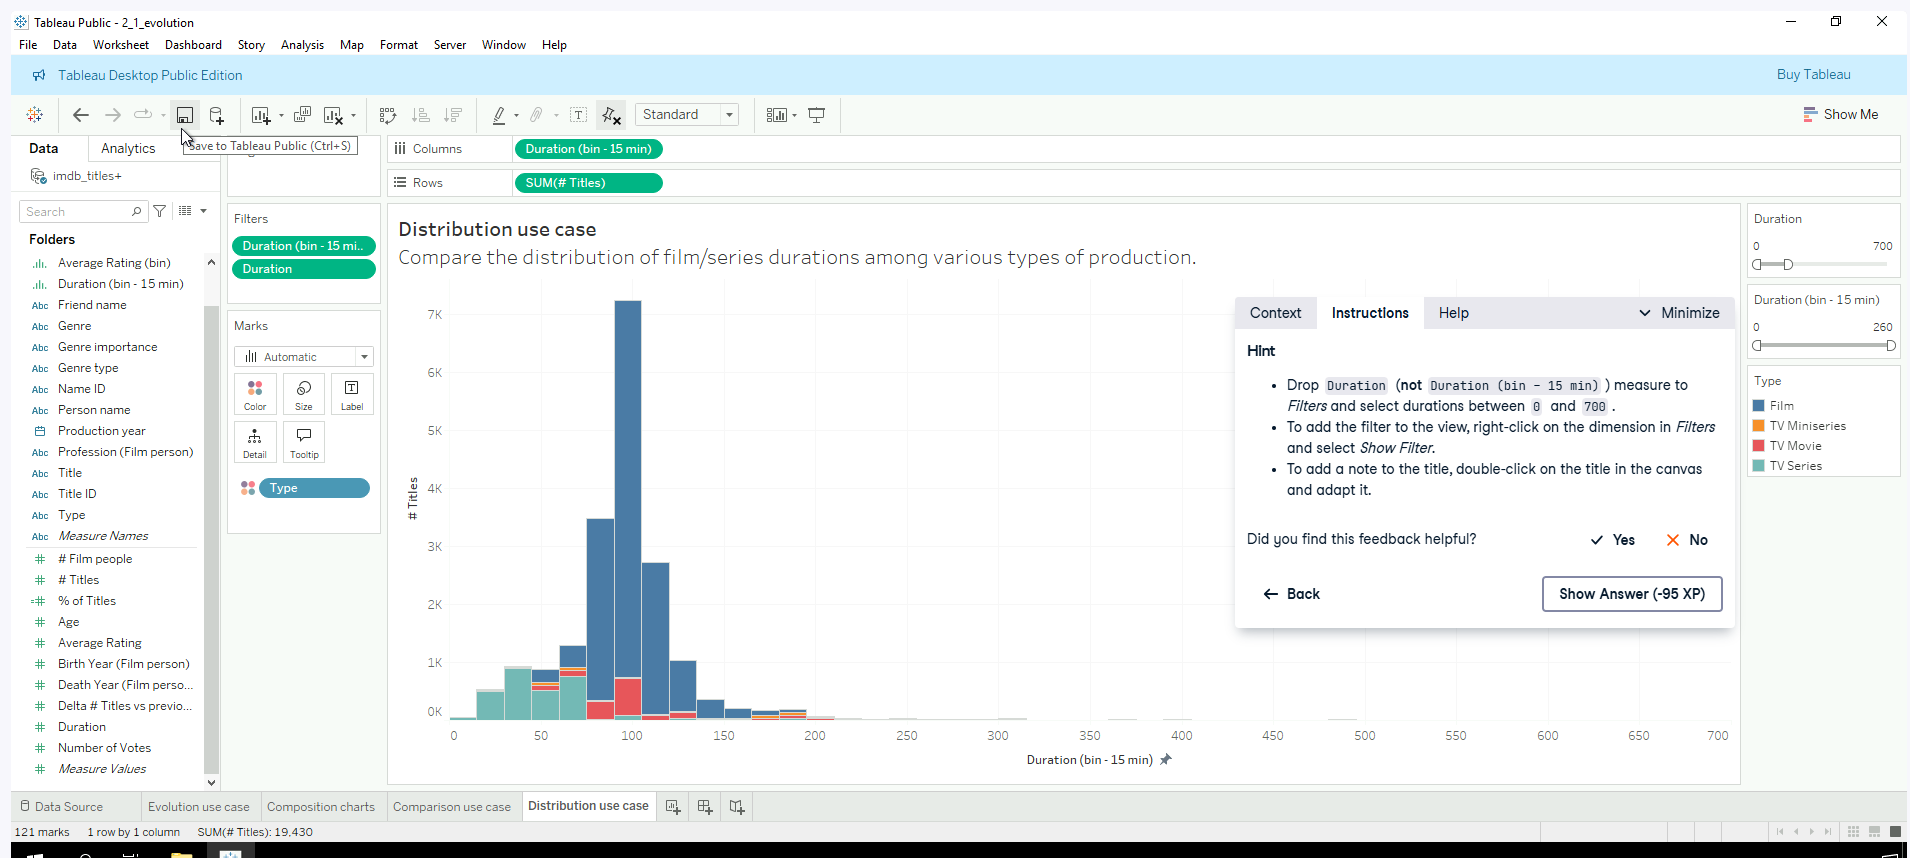 Tableau Public - 2_1_evolution
File Data Worksheet Dashboard Story Analysis Map Format Server Window Help
Tableau Desktop Public Edition
Buy Tableau
Standard
Show Me
Data
Analytics
Save to Tableau Public (Ctrl+S)
imdb_titles+
Search
Folders
Average Rating (bin)
Duration (bin - 15 min)
Abc Friend name
Abc Genre
Abc Genre importance
Abc Genre type
Abc Name ID
Abc Person name
Production year
Abc Profession (Film person)
Abc Title
Abc Title ID
Abc Type
Abc Measure Names
# Film people
# Titles
% of Titles
Age
Average Rating
Birth Year (Film person)
Death Year (Film perso...
Delta # Titles vs previo...
Duration
Number of Votes
Measure Values
Filters
Duration (bin - 15 mi..
Duration
Marks
Automatic
Color
Size
Label
Detail
Tooltip
Type
Columns
Duration (bin - 15 min)
Rows
SUM(# Titles)
Distribution use case
Compare the distribution of film/series durations among various types of production.
# Titles
7K
6K
5K
4K
3K
2K
1K
0K
0 50 100 150 200 250 300 350 400 450 500 550 600 650 700
Duration (bin - 15 min)
Context
Instructions
Help
Minimize
Hint
• Drop Duration (not Duration (bin - 15 min) ) measure to
Filters and select durations between 0 and 700 .
• To add the filter to the view, right-click on the dimension in Filters
and select Show Filter.
• To add a note to the title, double-click on the title in the canvas
and adapt it.
Did you find this feedback helpful?
Yes
No
Back
Show Answer (-95 XP)
Duration
0 700
Duration (bin - 15 min)
0 260
Type
Film
TV Miniseries
TV Movie
TV Series
Data Source
Evolution use case
Composition charts
Comparison use case
Distribution use case
121 marks
1 row by 1 column
SUM(# Titles): 19,430